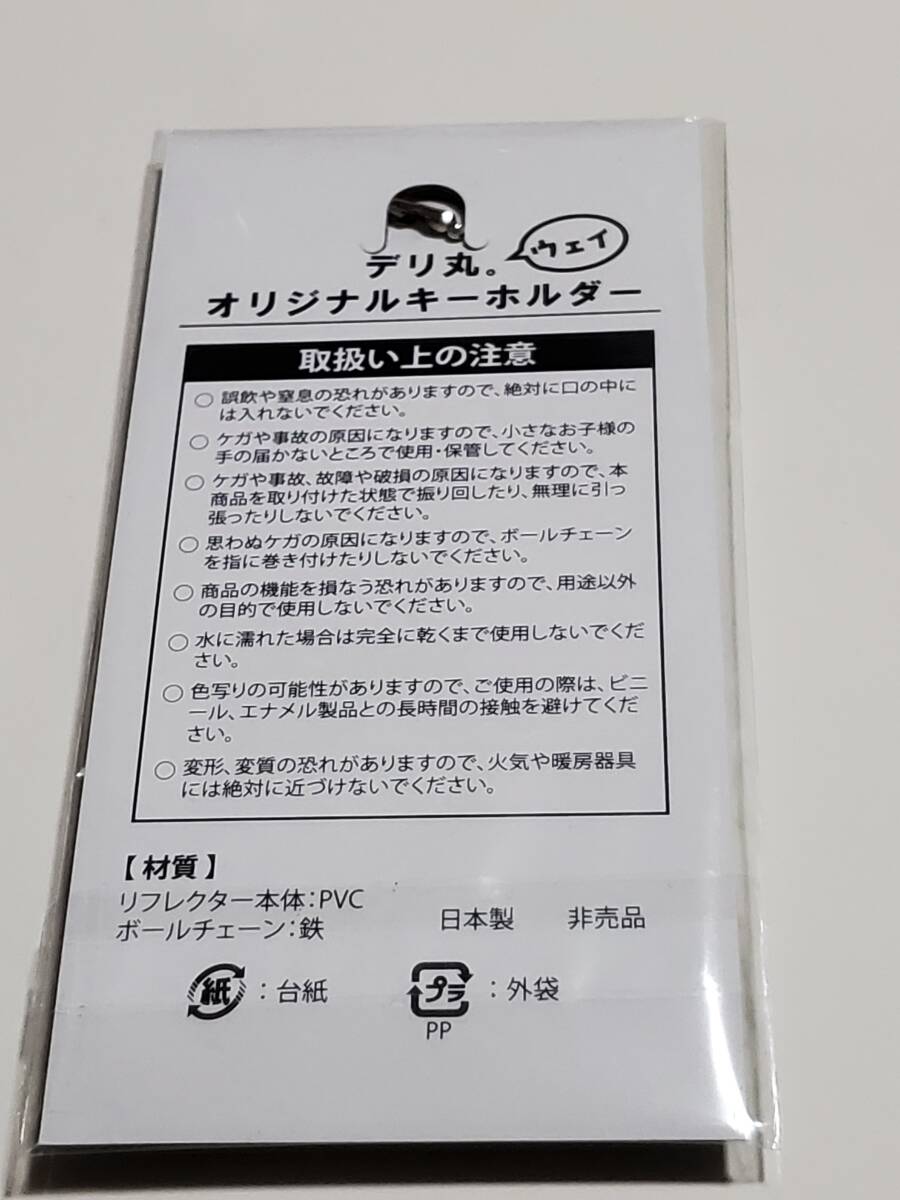 デリ丸。
ウェイ
オリジナルキーホルダー
取扱い上の注意
○ 誤飲や窒息の恐れがありますので、絶対に口の中に
は入れないでください。
○ ケガや事故の原因になりますので、小さなお子様の
手の届かないところで使用・保管してください。
○ ケガや事故、故障や破損の原因になりますので、本
商品を取り付けた状態で振り回したり、無理に引っ
張ったりしないでください。
○ 思わぬケガの原因になりますので、ボールチェーン
を指に巻き付けたりしないでください。
○ 商品の機能を損なう恐れがありますので、用途以外
の目的で使用しないでください。
○ 水に濡れた場合は完全に乾くまで使用しないでくだ
さい。
○ 色写りの可能性がありますので、ご使用の際は、ビニ
ール、エナメル製品との長時間の接触を避けてくだ
さい。
○ 変形、変質の恐れがありますので、火気や暖房器具
には絶対に近づけないでください。
【材質】
リフレクター本体：PVC
ボールチェーン：鉄 日本製 非売品
紙：台紙 プラ：外袋
PP